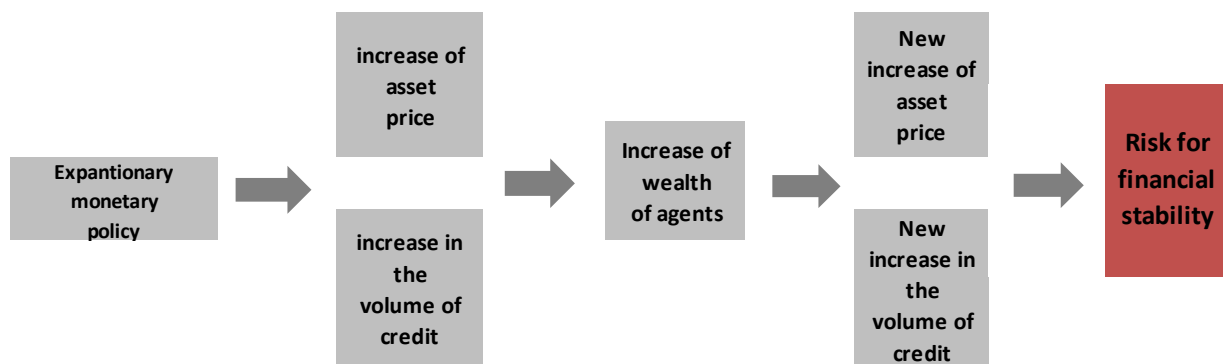 Expantionary
monetary
policy
increase of
asset
price
increase in
the
volume of
credit
Increase of
wealth
of agents
New
increase of
asset
price
New
increase in
the
volume of
credit
Risk for
financial
stability